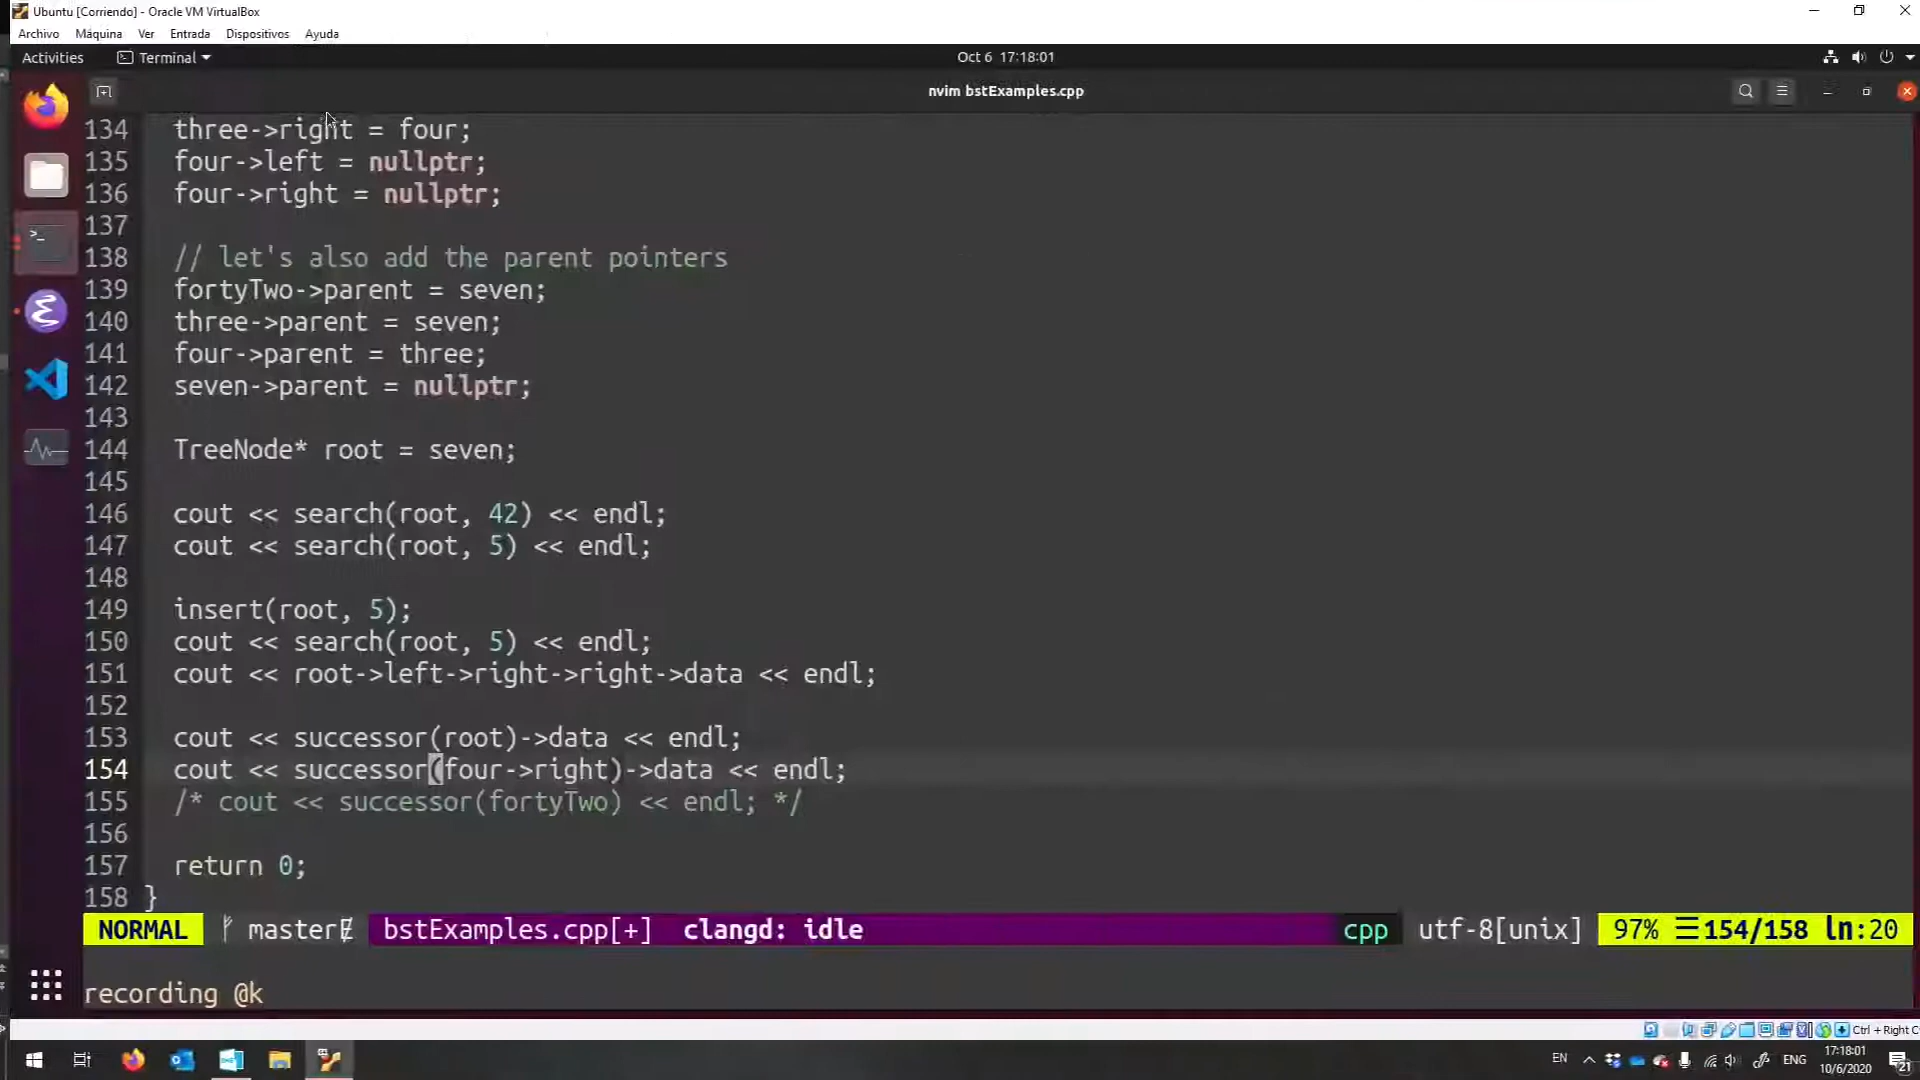 Ubuntu [Corriendo] - Oracle VM VirtualBox
Archivo Máquina Ver Entrada Dispositivos Ayuda
Activities Terminal Oct 6 17:18:01
nvim bstExamples.cpp
134 three->right = four;
135 four->left = nullptr;
136 four->right = nullptr;
137
138 // let's also add the parent pointers
139 fortyTwo->parent = seven;
140 three->parent = seven;
141 four->parent = three;
142 seven->parent = nullptr;
143
144 TreeNode* root = seven;
145
146 cout << search(root, 42) << endl;
147 cout << search(root, 5) << endl;
148
149 insert(root, 5);
150 cout << search(root, 5) << endl;
151 cout << root->left->right->right->data << endl;
152
153 cout << successor(root)->data << endl;
154 cout << successor(four->right)->data << endl;
155 /* cout << successor(fortyTwo) << endl; */
156
157 return 0;
158 }
NORMAL master bstExamples.cpp[+] clangd: idle cpp utf-8[unix] 97% ☰154/158 ln:20
recording @k
Ctrl + Right C
EN ENG 17:18:01
10/6/2020
21